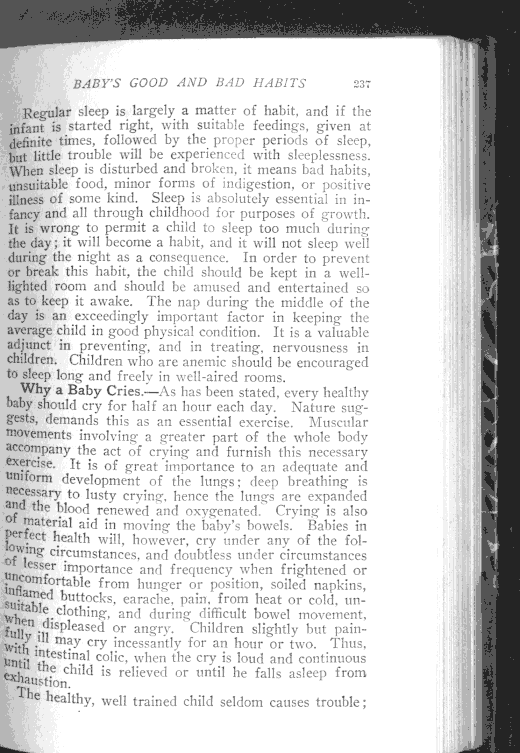 BABY'S GOOD AND BAD HABITS 237
Regular sleep is largely a matter of habit, and if the
infant is started right, with suitable feedings, given at
definite times, followed by the proper periods of sleep,
but little trouble will be experienced with sleeplessness.
When sleep is disturbed and broken, it means bad habits,
unsuitable food, minor forms of indigestion, or positive
illness of some kind. Sleep is absolutely essential in in-
fancy and all through childhood for purposes of growth.
It is wrong to permit a child to sleep too much during
the day; it will become a habit, and it will not sleep well
during the night as a consequence. In order to prevent
or break this habit, the child should be kept in a well-
lighted room and should be amused and entertained so
as to keep it awake. The nap during the middle of the
day is an exceedingly important factor in keeping the
average child in good physical condition. It is a valuable
adjunct in preventing, and in treating, nervousness in
children. Children who are anemic should be encouraged
to sleep long and freely in well-aired rooms.
Why a Baby Cries.—As has been stated, every healthy
baby should cry for half an hour each day. Nature sug-
gests, demands this as an essential exercise. Muscular
movements involving a greater part of the whole body
accompany the act of crying and furnish this necessary
exercise. It is of great importance to an adequate and
uniform development of the lungs; deep breathing is
necessary to lusty crying, hence the lungs are expanded
and the blood renewed and oxygenated. Crying is also
of material aid in moving the baby's bowels. Babies in
perfect health will, however, cry under any of the fol-
lowing circumstances, and doubtless under circumstances
of lesser importance and frequency when frightened or
uncomfortable from hunger or position, soiled napkins,
inflamed buttocks, earache, pain, from heat or cold, un-
suitable clothing, and during difficult bowel movement,
when displeased or angry. Children slightly but pain-
fully ill may cry incessantly for an hour or two. Thus,
with intestinal colic, when the cry is loud and continuous
until the child is relieved or until he falls asleep from
exhaustion.
The healthy, well trained child seldom causes trouble;